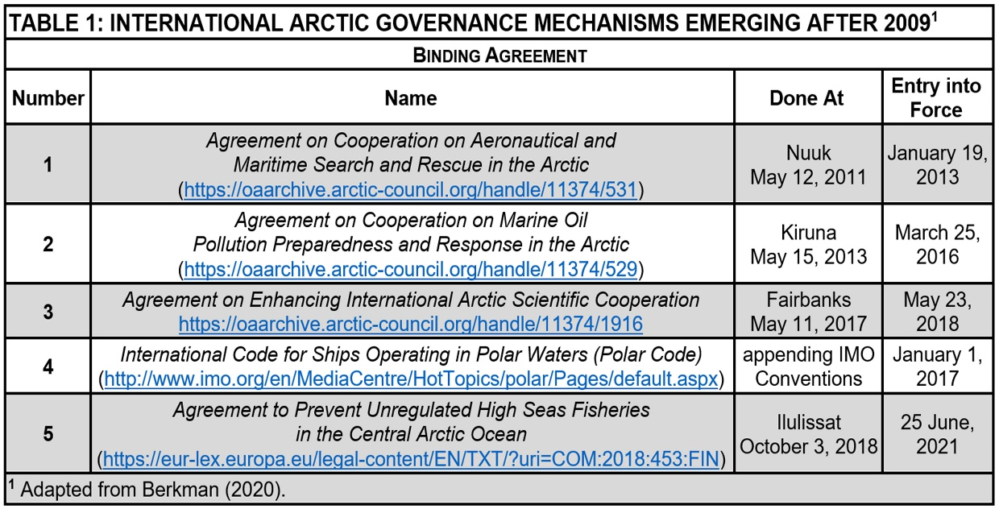 TABLE 1: INTERNATIONAL ARCTIC GOVERNANCE MECHANISMS EMERGING AFTER 2009¹
BINDING AGREEMENT
Number
Name
Done At
Entry into
Force
1
Agreement on Cooperation on Aeronautical and
Maritime Search and Rescue in the Arctic
(https://oaarchive.arctic-council.org/handle/11374/531)
Nuuk
May 12, 2011
January 19,
2013
2
Agreement on Cooperation on Marine Oil
Pollution Preparedness and Response in the Arctic
(https://oaarchive.arctic-council.org/handle/11374/529)
Kiruna
May 15, 2013
March 25,
2016
3
Agreement on Enhancing International Arctic Scientific Cooperation
https://oaarchive.arctic-council.org/handle/11374/1916
Fairbanks
May 11, 2017
May 23,
2018
4
International Code for Ships Operating in Polar Waters (Polar Code)
(http://www.imo.org/en/MediaCentre/HotTopics/polar/Pages/default.aspx)
appending IMO
Conventions
January 1,
2017
5
Agreement to Prevent Unregulated High Seas Fisheries
in the Central Arctic Ocean
(https://eur-lex.europa.eu/legal-content/EN/TXT/?uri=COM:2018:453:FIN)
Ilulissat
October 3, 2018
25 June,
2021
¹ Adapted from Berkman (2020).